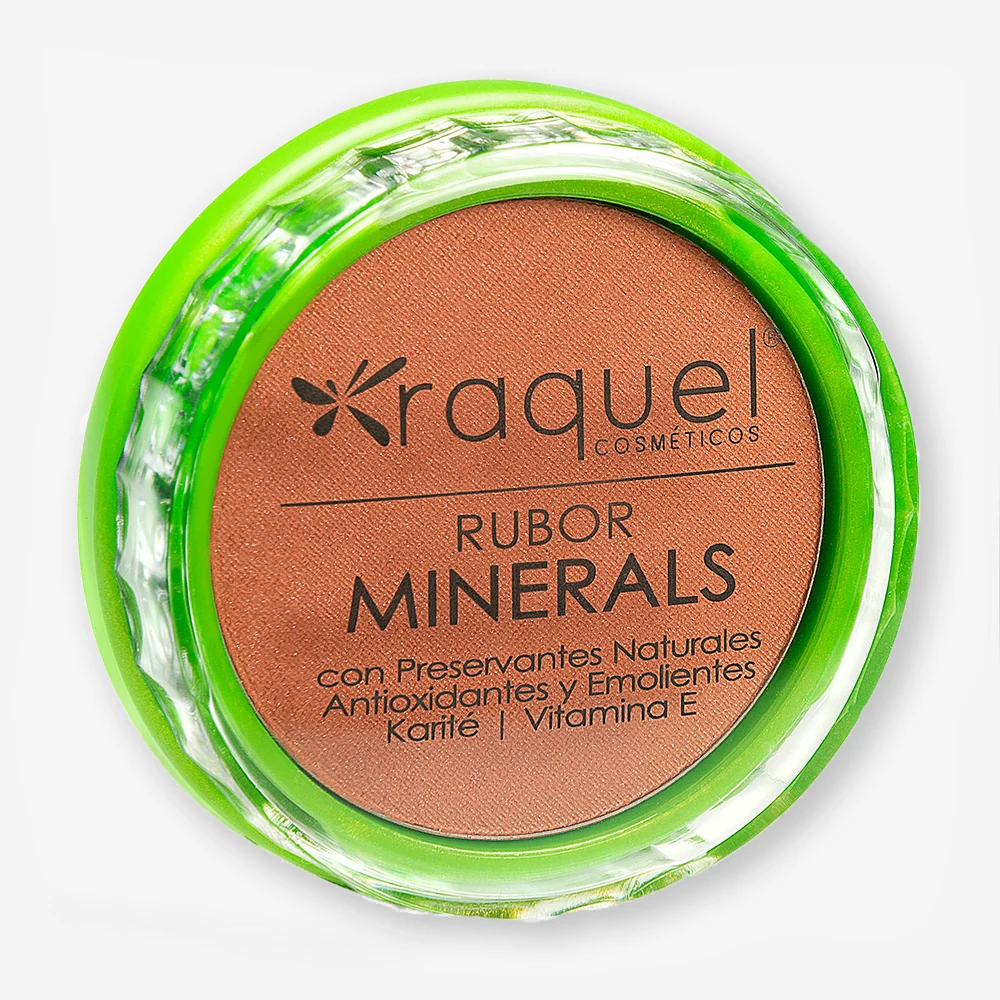 raquel®
COSMÉTICOS
RUBOR
MINERALS
con Preservantes Naturales
Antioxidantes y Emolientes
Karité | Vitamina E